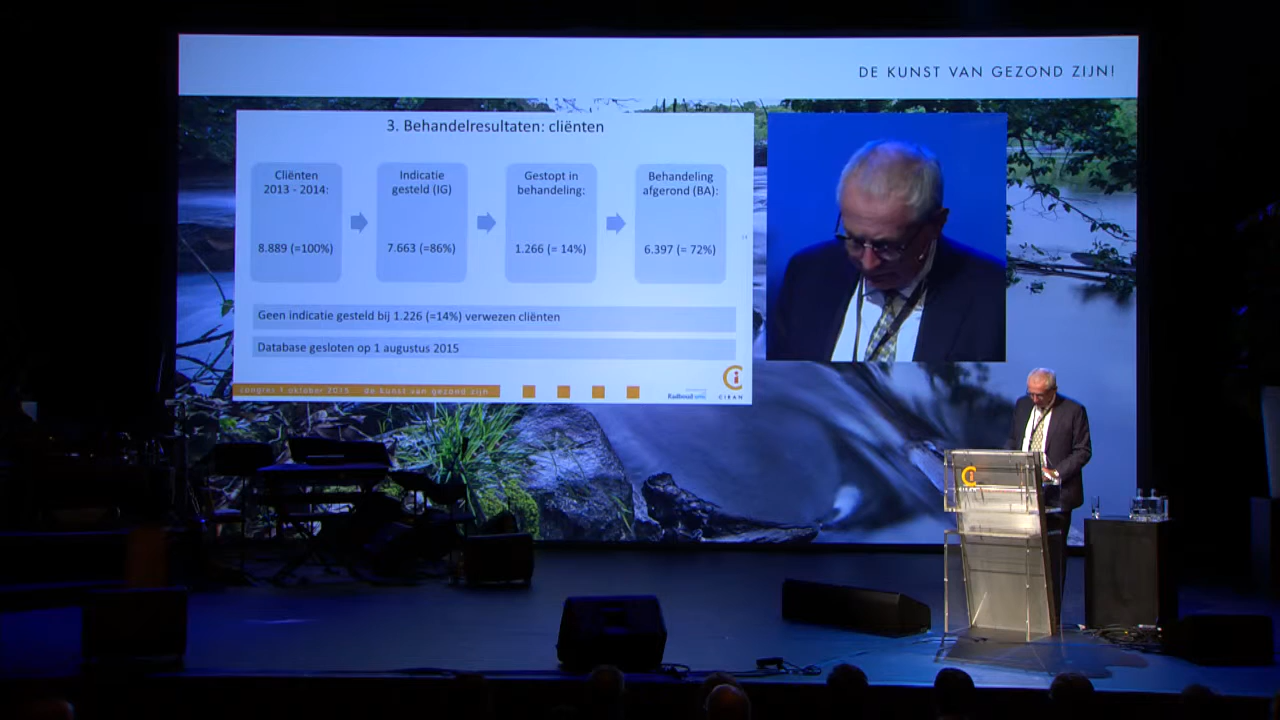 DE KUNST VAN GEZOND ZIJN!
3. Behandelresultaten: cliënten
Cliënten
2013 - 2014:
8.889 (=100%)
Indicatie
gesteld (IG)
7.663 (=86%)
Gestopt in
behandeling:
1.266 (= 14%)
Behandeling
afgerond (BA):
6.397 (= 72%)
Geen indicatie gesteld bij 1.226 (=14%) verwezen cliënten
Database gesloten op 1 augustus 2015
congres 1 oktober 2015 de kunst van gezond zijn
Radboudumc
CIRAN
CIRAN